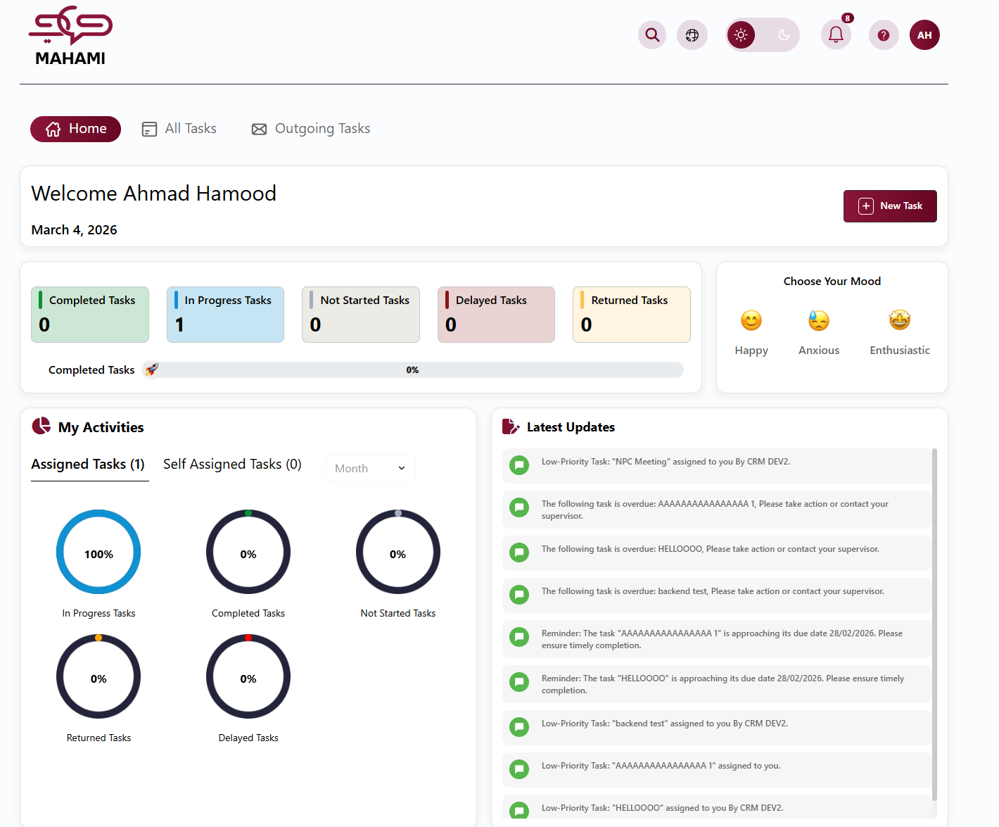 MAHAMI
8
AH
Home
All Tasks
Outgoing Tasks
Welcome Ahmad Hamood
March 4, 2026
New Task
Completed Tasks
0
In Progress Tasks
1
Not Started Tasks
0
Delayed Tasks
0
Returned Tasks
0
Completed Tasks
0%
Choose Your Mood
Happy
Anxious
Enthusiastic
My Activities
Assigned Tasks (1)
Self Assigned Tasks (0)
Month
100%
In Progress Tasks
0%
Completed Tasks
0%
Not Started Tasks
0%
Returned Tasks
0%
Delayed Tasks
Latest Updates
Low-Priority Task: "NPC Meeting" assigned to you By CRM DEV2.
The following task is overdue: AAAAAAAAAAAAAAAA 1, Please take action or contact your
supervisor.
The following task is overdue: HELLOOOO, Please take action or contact your supervisor.
The following task is overdue: backend test, Please take action or contact your supervisor.
Reminder: The task "AAAAAAAAAAAAAAAA 1" is approaching its due date 28/02/2026. Please
ensure timely completion.
Reminder: The task "HELLOOOO" is approaching its due date 28/02/2026. Please ensure timely
completion.
Low-Priority Task: "backend test" assigned to you By CRM DEV2.
Low-Priority Task: "AAAAAAAAAAAAAAAA 1" assigned to you.
Low-Priority Task: "HELLOOOO" assigned to you By CRM DEV2.